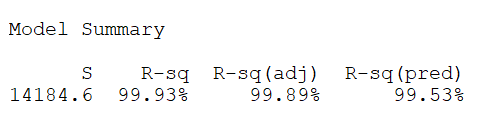 Model Summary
S R-sq R-sq(adj) R-sq(pred)
14184.6 99.93% 99.89% 99.53%